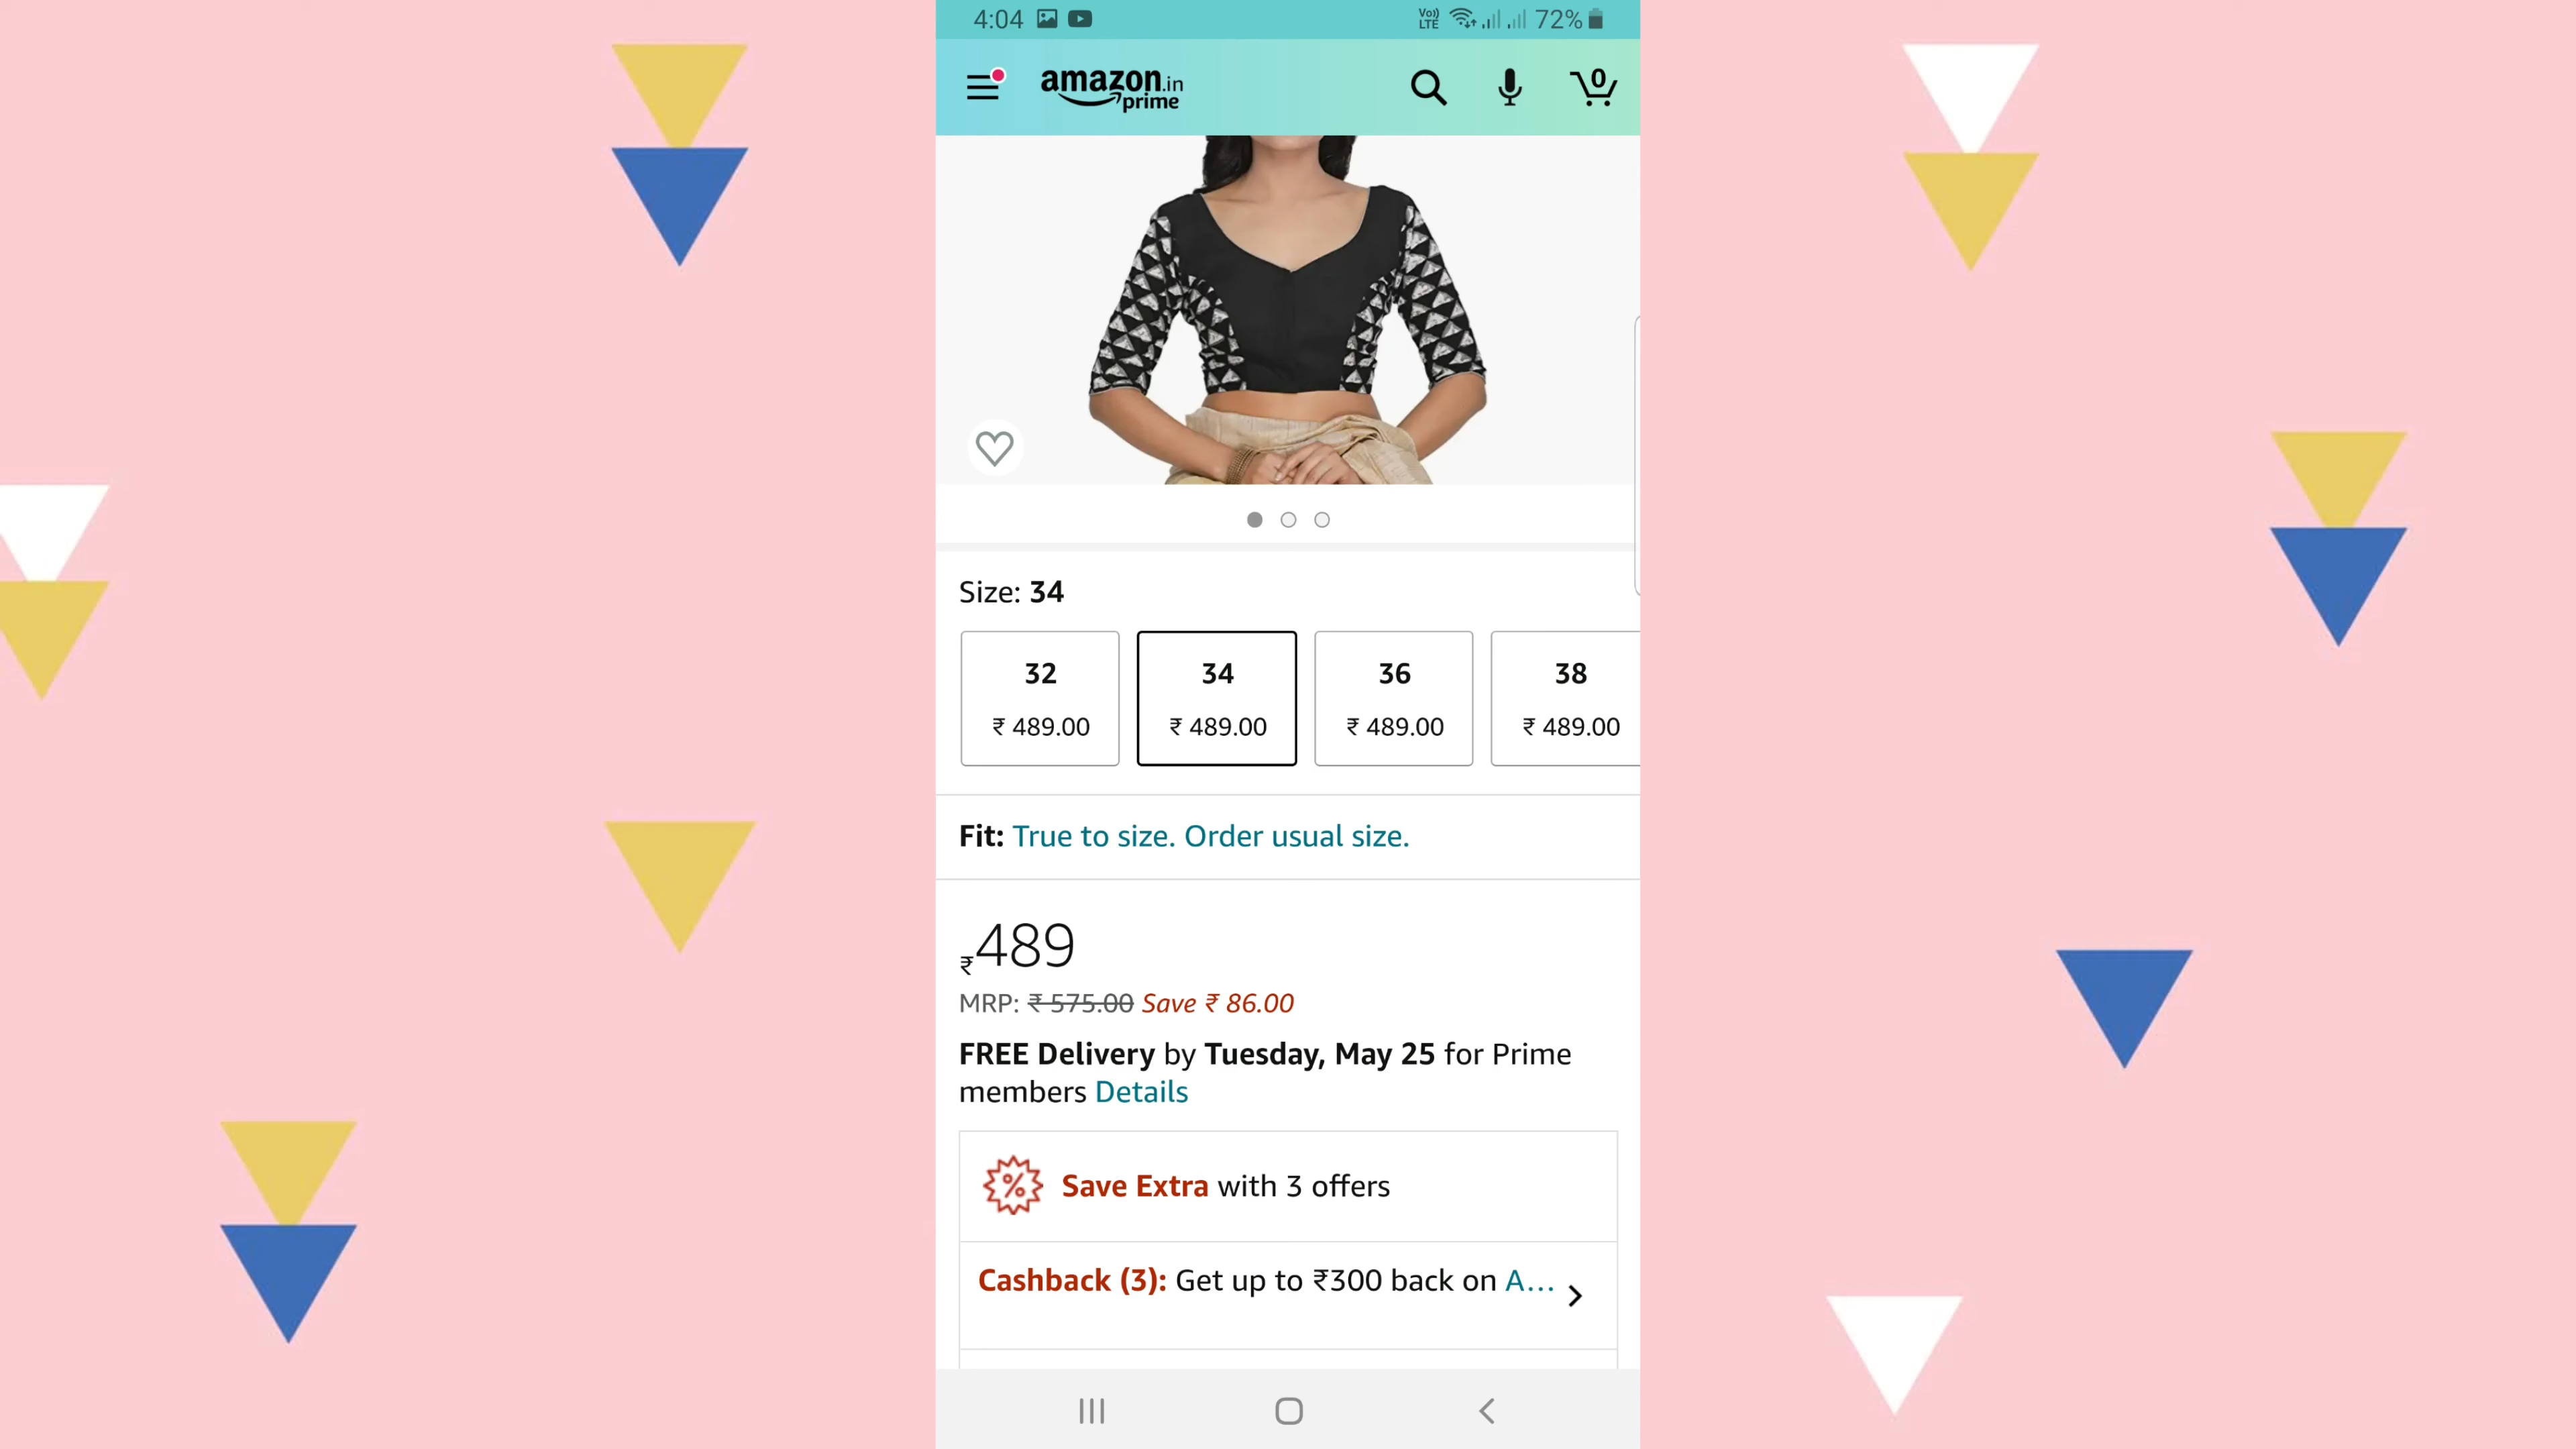 4:04 Vo)) LTE 72%
amazon.in
prime
0
Size: 34
32 34 36 38
₹ 489.00 ₹ 489.00 ₹ 489.00 ₹ 489.00
Fit: True to size. Order usual size.
₹489
MRP: ₹ 575.00 Save ₹ 86.00
FREE Delivery by Tuesday, May 25 for Prime
members Details
% Save Extra with 3 offers
Cashback (3): Get up to ₹300 back on A...